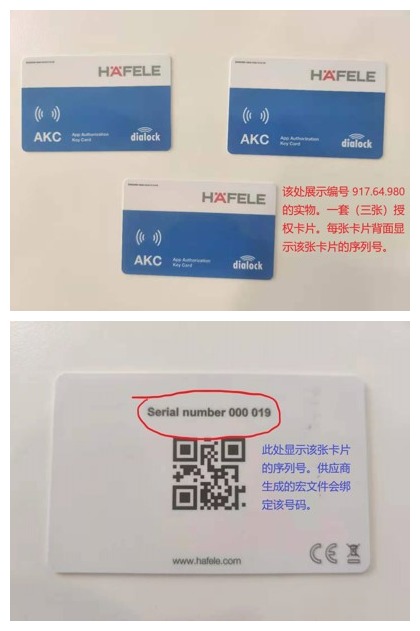 HÄFELE
AKC
App Authorisation
Key Card
dialock
HÄFELE
AKC
App Authorisation
Key Card
dialock
HÄFELE
AKC
App Authorisation
Key Card
dialock
该处展示编号 917.64.980
的实物。一套（三张）授
权卡片。每张卡片背面显
示该张卡片的序列号。
Serial number 000 019
此处显示该张卡片
的序列号。供应商
生成的宏文件会绑
定该号码。
www.hafele.com
CE